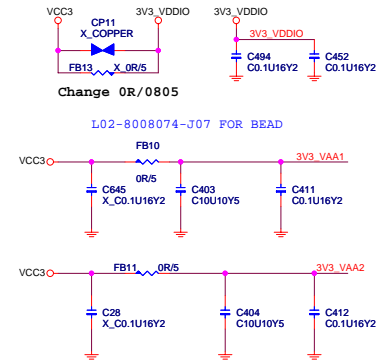 VCC3 3V3_VDDIO 3V3_VDDIO
CP11
X_COPPER
3V3_VDDIO
FB13 X_0R/5
C494
C0.1U16Y2
C452
C0.1U16Y2
Change 0R/0805
L02-8008074-J07 FOR BEAD
FB10
VCC3 3V3_VAA1
0R/5
C645
X_C0.1U16Y2
C403
C10U10Y5
C411
C0.1U16Y2
VCC3 FB11 0R/5 3V3_VAA2
C28
X_C0.1U16Y2
C404
C10U10Y5
C412
C0.1U16Y2